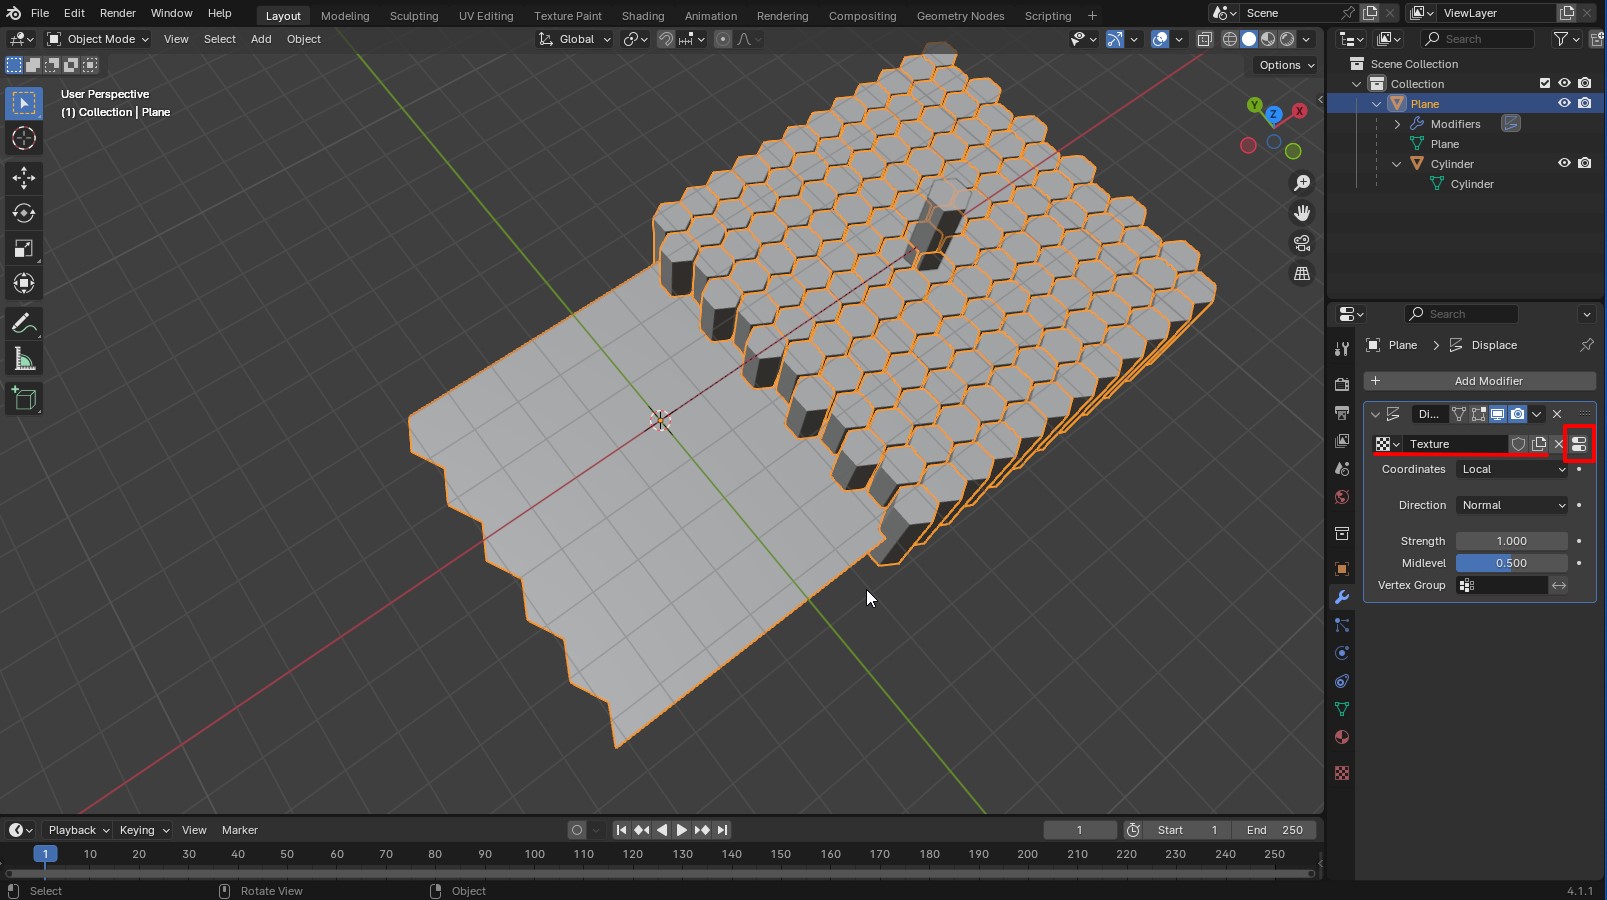 File Edit Render Window Help Layout Modeling Sculpting UV Editing Texture Paint Shading Animation Rendering Compositing Geometry Nodes Scripting + Scene ViewLayer
Object Mode View Select Add Object Global Search
Options
Scene Collection
Collection
User Perspective
(1) Collection | Plane
Plane
Modifiers
Plane
Cylinder
Cylinder
Y Z X
Search
Plane > Displace
+ Add Modifier
Di...
Texture
Coordinates Local
Direction Normal
Strength 1.000
Midlevel 0.500
Vertex Group
Playback Keying View Marker 1 Start 1 End 250
1 10 20 30 40 50 60 70 80 90 100 110 120 130 140 150 160 170 180 190 200 210 220 230 240 250
Select Rotate View Object 4.1.1